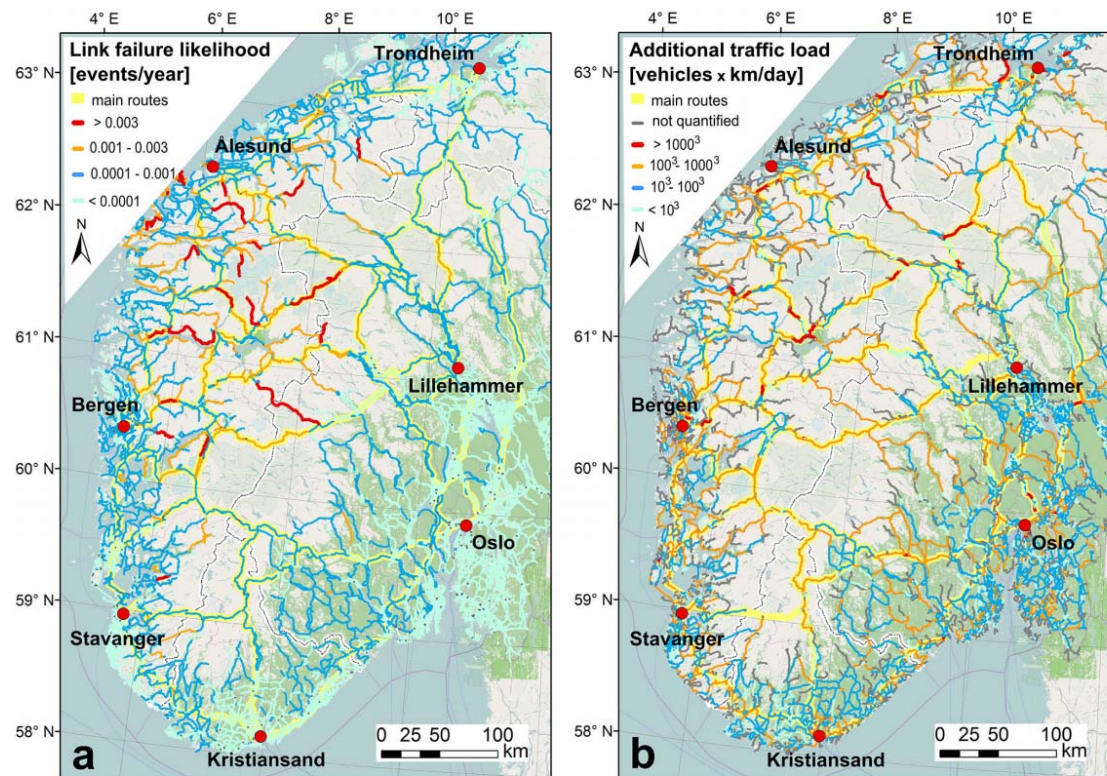 4° E 6° E 8° E 10° E
63° N
62° N
61° N
60° N
59° N
58° N
Link failure likelihood
[events/year]
main routes
> 0.003
0.001 - 0.003
0.0001 - 0.001
< 0.0001
N
Trondheim
Ålesund
Lillehammer
Bergen
Oslo
Stavanger
Kristiansand
0 25 50 100
km
a
4° E 6° E 8° E 10° E
63° N
62° N
61° N
60° N
59° N
58° N
Additional traffic load
[vehicles x km/day]
main routes
not quantified
> 1000³
100³- 1000³
10³- 100³
< 10³
N
Trondheim
Ålesund
Lillehammer
Bergen
Oslo
Stavanger
Kristiansand
0 25 50 100
km
b